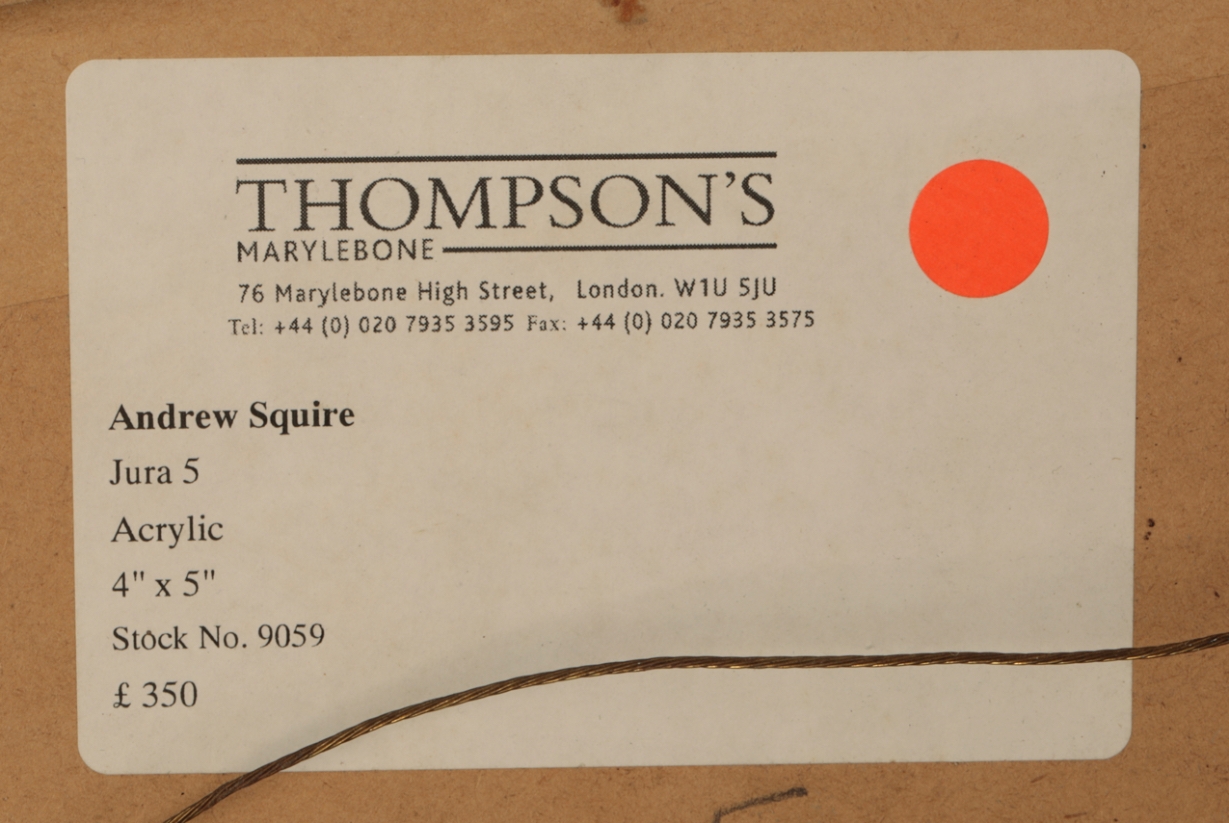 THOMPSON'S
MARYLEBONE
76 Marylebone High Street, London. W1U 5JU
Tel: +44 (0) 020 7935 3595 Fax: +44 (0) 020 7935 3575
Andrew Squire
Jura 5
Acrylic
4" x 5"
Stock No. 9059
£ 350